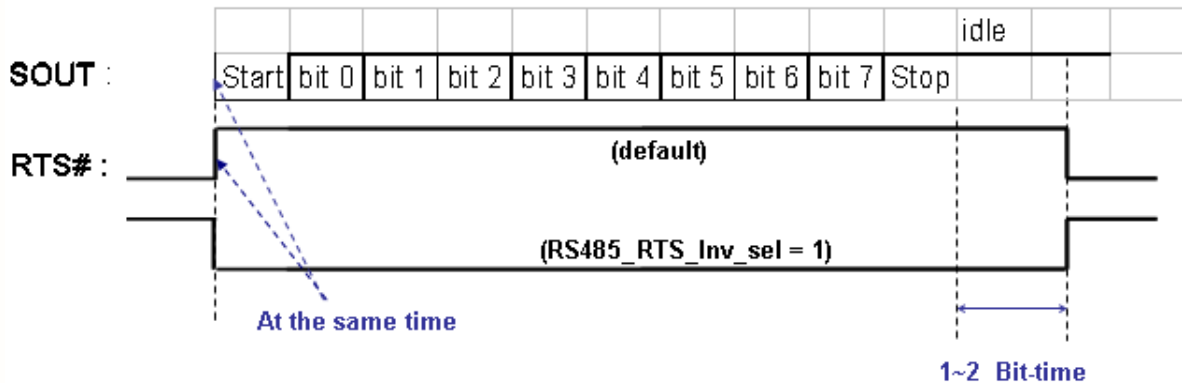 idle
SOUT : Start bit 0 bit 1 bit 2 bit 3 bit 4 bit 5 bit 6 bit 7 Stop
RTS# : (default)
(RS485_RTS_Inv_sel = 1)
At the same time
1~2 Bit-time